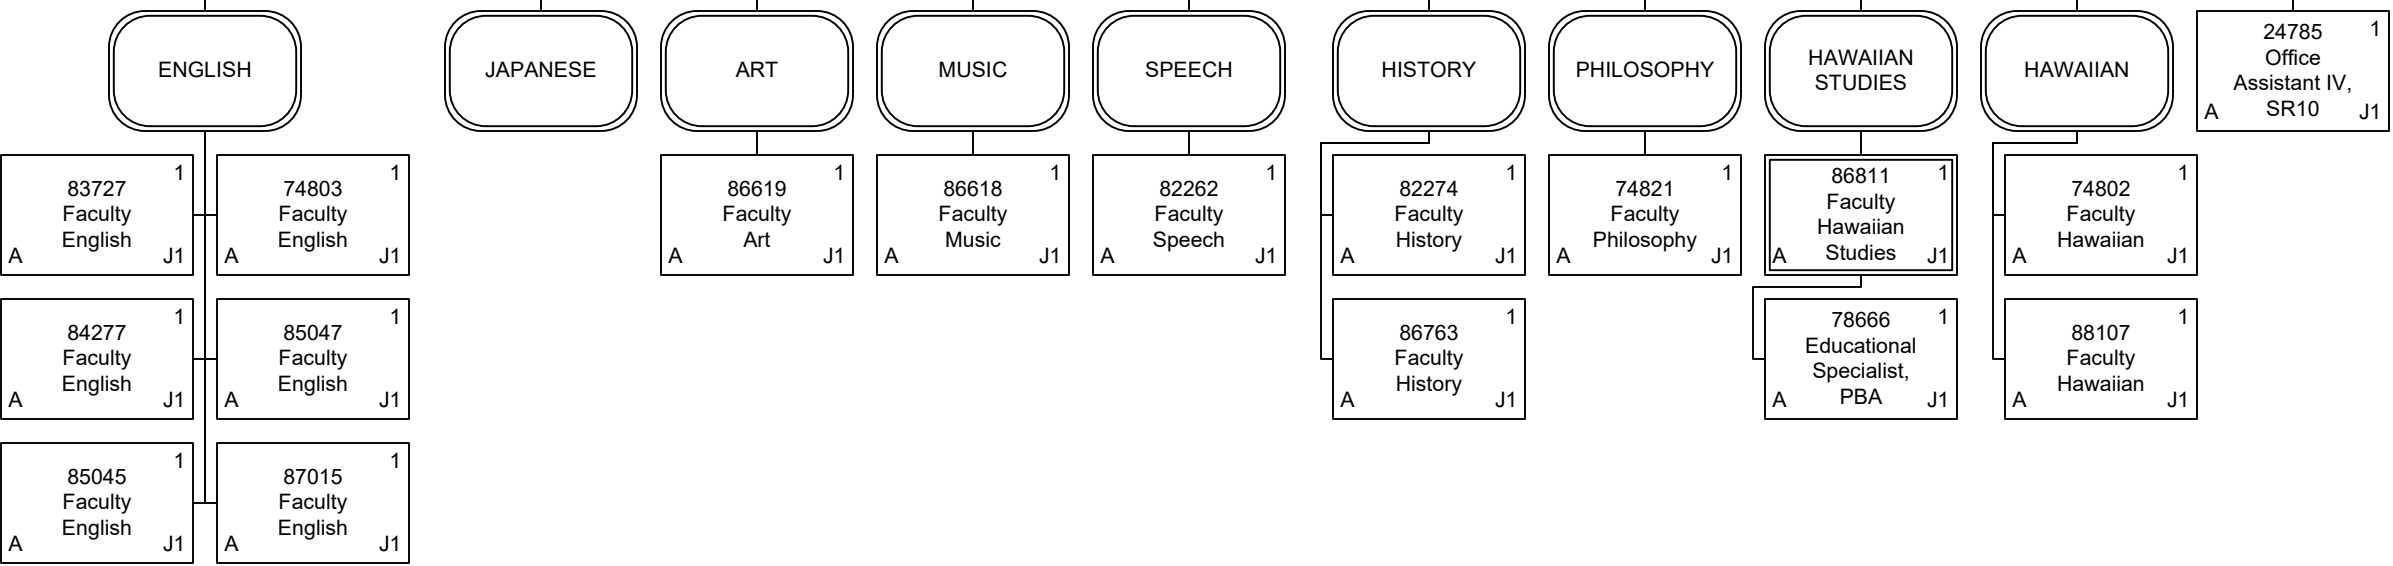 ENGLISH
JAPANESE
ART
MUSIC
SPEECH
HISTORY
PHILOSOPHY
HAWAIIAN
STUDIES
HAWAIIAN
24785
1
Office
Assistant IV,
SR10
A
J1
83727
1
Faculty
English
A
J1
74803
1
Faculty
English
A
J1
86619
1
Faculty
Art
A
J1
86618
1
Faculty
Music
A
J1
82262
1
Faculty
Speech
A
J1
82274
1
Faculty
History
A
J1
74821
1
Faculty
Philosophy
A
J1
86811
1
Faculty
Hawaiian
Studies
A
J1
74802
1
Faculty
Hawaiian
A
J1
84277
1
Faculty
English
A
J1
85047
1
Faculty
English
A
J1
86763
1
Faculty
History
A
J1
78666
1
Educational
Specialist,
PBA
A
J1
88107
1
Faculty
Hawaiian
A
J1
85045
1
Faculty
English
A
J1
87015
1
Faculty
English
A
J1